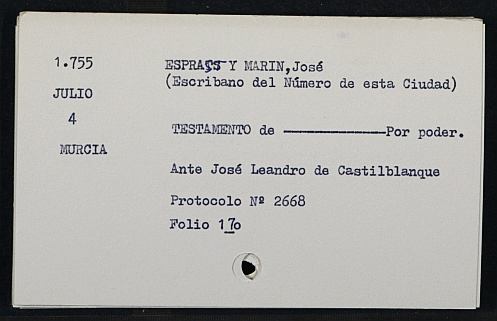 1.755
JULIO
4
MURCIA
Y MARIN, José
(Escribano del Número de esta Ciudad)
TESTAMENTO de ————————Por poder.
Ante José Leandro de Castilblanque
Protocolo Nº 2668
Folio 170